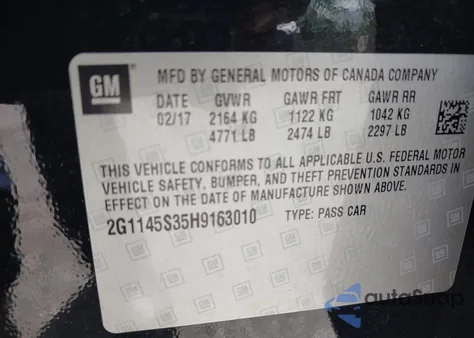 GM
MFD BY GENERAL MOTORS OF CANADA COMPANY
DATE GVWR GAWR FRT GAWR RR
02/17 2164 KG 1122 KG 1042 KG
4771 LB 2474 LB 2297 LB
THIS VEHICLE CONFORMS TO ALL APPLICABLE U.S. FEDERAL MOTOR
VEHICLE SAFETY, BUMPER, AND THEFT PREVENTION STANDARDS IN
EFFECT ON THE DATE OF MANUFACTURE SHOWN ABOVE.
2G1145S35H9163010 TYPE: PASS CAR
autoShop